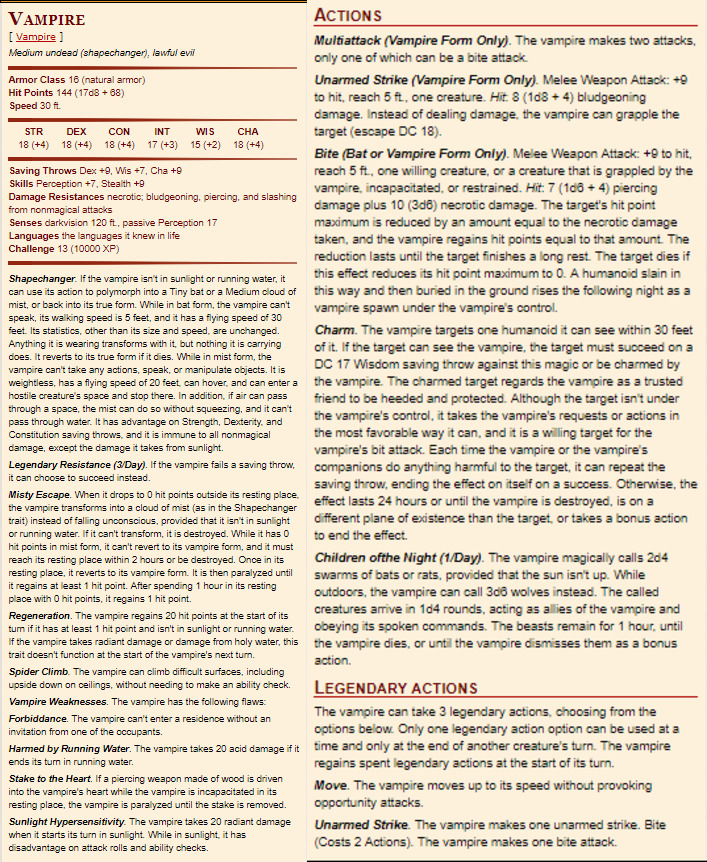 VAMPIRE
[ Vampire ]
Medium undead (shapechanger), lawful evil
Armor Class 16 (natural armor)
Hit Points 144 (17d8 + 68)
Speed 30 ft.
STR DEX CON INT WIS CHA
18 (+4) 18 (+4) 18 (+4) 17 (+3) 15 (+2) 18 (+4)
Saving Throws Dex +9, Wis +7, Cha +9
Skills Perception +7, Stealth +9
Damage Resistances necrotic; bludgeoning, piercing, and slashing
from nonmagical attacks
Senses darkvision 120 ft., passive Perception 17
Languages the languages it knew in life
Challenge 13 (10000 XP)
Shapechanger. If the vampire isn't in sunlight or running water, it
can use its action to polymorph into a Tiny bat or a Medium cloud of
mist, or back into its true form. While in bat form, the vampire can't
speak, its walking speed is 5 feet, and it has a flying speed of 30
feet. Its statistics, other than its size and speed, are unchanged.
Anything it is wearing transforms with it, but nothing it is carrying
does. It reverts to its true form if it dies. While in mist form, the
vampire can't take any actions, speak, or manipulate objects. It is
weightless, has a flying speed of 20 feet, can hover, and can enter a
hostile creature's space and stop there. In addition, if air can pass
through a space, the mist can do so without squeezing, and it can't
pass through water. It has advantage on Strength, Dexterity, and
Constitution saving throws, and it is immune to all nonmagical
damage, except the damage it takes from sunlight.
Legendary Resistance (3/Day). If the vampire fails a saving throw,
it can choose to succeed instead.
Misty Escape. When it drops to 0 hit points outside its resting place,
the vampire transforms into a cloud of mist (as in the Shapechanger
trait) instead of falling unconscious, provided that it isn't in sunlight
or running water. If it can't transform, it is destroyed. While it has 0
hit points in mist form, it can't revert to its vampire form, and it must
reach its resting place within 2 hours or be destroyed. Once in its
resting place, it reverts to its vampire form. It is then paralyzed until
it regains at least 1 hit point. After spending 1 hour in its resting
place with 0 hit points, it regains 1 hit point.
Regeneration. The vampire regains 20 hit points at the start of its
turn if it has at least 1 hit point and isn't in sunlight or running water.
If the vampire takes radiant damage or damage from holy water, this
trait doesn't function at the start of the vampire's next turn.
Spider Climb. The vampire can climb difficult surfaces, including
upside down on ceilings, without needing to make an ability check.
Vampire Weaknesses. The vampire has the following flaws:
Forbiddance. The vampire can't enter a residence without an
invitation from one of the occupants.
Harmed by Running Water. The vampire takes 20 acid damage if it
ends its turn in running water.
Stake to the Heart. If a piercing weapon made of wood is driven
into the vampire's heart while the vampire is incapacitated in its
resting place, the vampire is paralyzed until the stake is removed.
Sunlight Hypersensitivity. The vampire takes 20 radiant damage
when it starts its turn in sunlight. While in sunlight, it has
disadvantage on attack rolls and ability checks.
ACTIONS
Multiattack (Vampire Form Only). The vampire makes two attacks,
only one of which can be a bite attack.
Unarmed Strike (Vampire Form Only). Melee Weapon Attack: +9
to hit, reach 5 ft., one creature. Hit: 8 (1d8 + 4) bludgeoning
damage. Instead of dealing damage, the vampire can grapple the
target (escape DC 18).
Bite (Bat or Vampire Form Only). Melee Weapon Attack: +9 to hit,
reach 5 ft., one willing creature, or a creature that is grappled by the
vampire, incapacitated, or restrained. Hit: 7 (1d6 + 4) piercing
damage plus 10 (3d6) necrotic damage. The target's hit point
maximum is reduced by an amount equal to the necrotic damage
taken, and the vampire regains hit points equal to that amount. The
reduction lasts until the target finishes a long rest. The target dies if
this effect reduces its hit point maximum to 0. A humanoid slain in
this way and then buried in the ground rises the following night as a
vampire spawn under the vampire's control.
Charm. The vampire targets one humanoid it can see within 30 feet
of it. If the target can see the vampire, the target must succeed on a
DC 17 Wisdom saving throw against this magic or be charmed by
the vampire. The charmed target regards the vampire as a trusted
friend to be heeded and protected. Although the target isn't under
the vampire's control, it takes the vampire's requests or actions in
the most favorable way it can, and it is a willing target for the
vampire's bit attack. Each time the vampire or the vampire's
companions do anything harmful to the target, it can repeat the
saving throw, ending the effect on itself on a success. Otherwise, the
effect lasts 24 hours or until the vampire is destroyed, is on a
different plane of existence than the target, or takes a bonus action
to end the effect.
Children ofthe Night (1/Day). The vampire magically calls 2d4
swarms of bats or rats, provided that the sun isn't up. While
outdoors, the vampire can call 3d6 wolves instead. The called
creatures arrive in 1d4 rounds, acting as allies of the vampire and
obeying its spoken commands. The beasts remain for 1 hour, until
the vampire dies, or until the vampire dismisses them as a bonus
action.
LEGENDARY ACTIONS
The vampire can take 3 legendary actions, choosing from the
options below. Only one legendary action option can be used at a
time and only at the end of another creature's turn. The vampire
regains spent legendary actions at the start of its turn.
Move. The vampire moves up to its speed without provoking
opportunity attacks.
Unarmed Strike. The vampire makes one unarmed strike. Bite
(Costs 2 Actions). The vampire makes one bite attack.